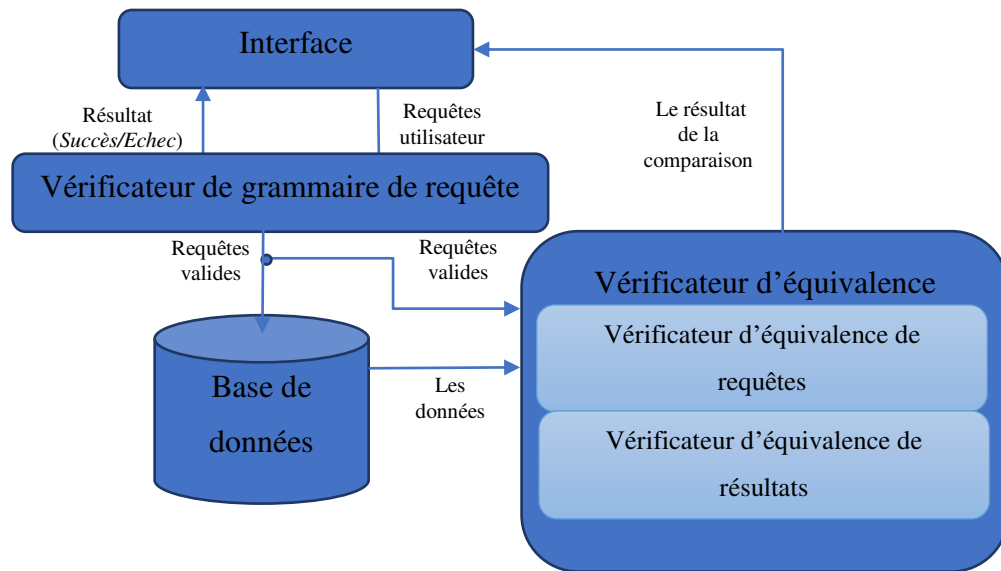 Interface
Résultat
(Succès/Echec)
Requêtes
utilisateur
Le résultat
de la
comparaison
Vérificateur de grammaire de requête
Requêtes
valides
Requêtes
valides
Vérificateur d’équivalence
Vérificateur d’équivalence de
requêtes
Base de
données
Les
données
Vérificateur d’équivalence de
résultats